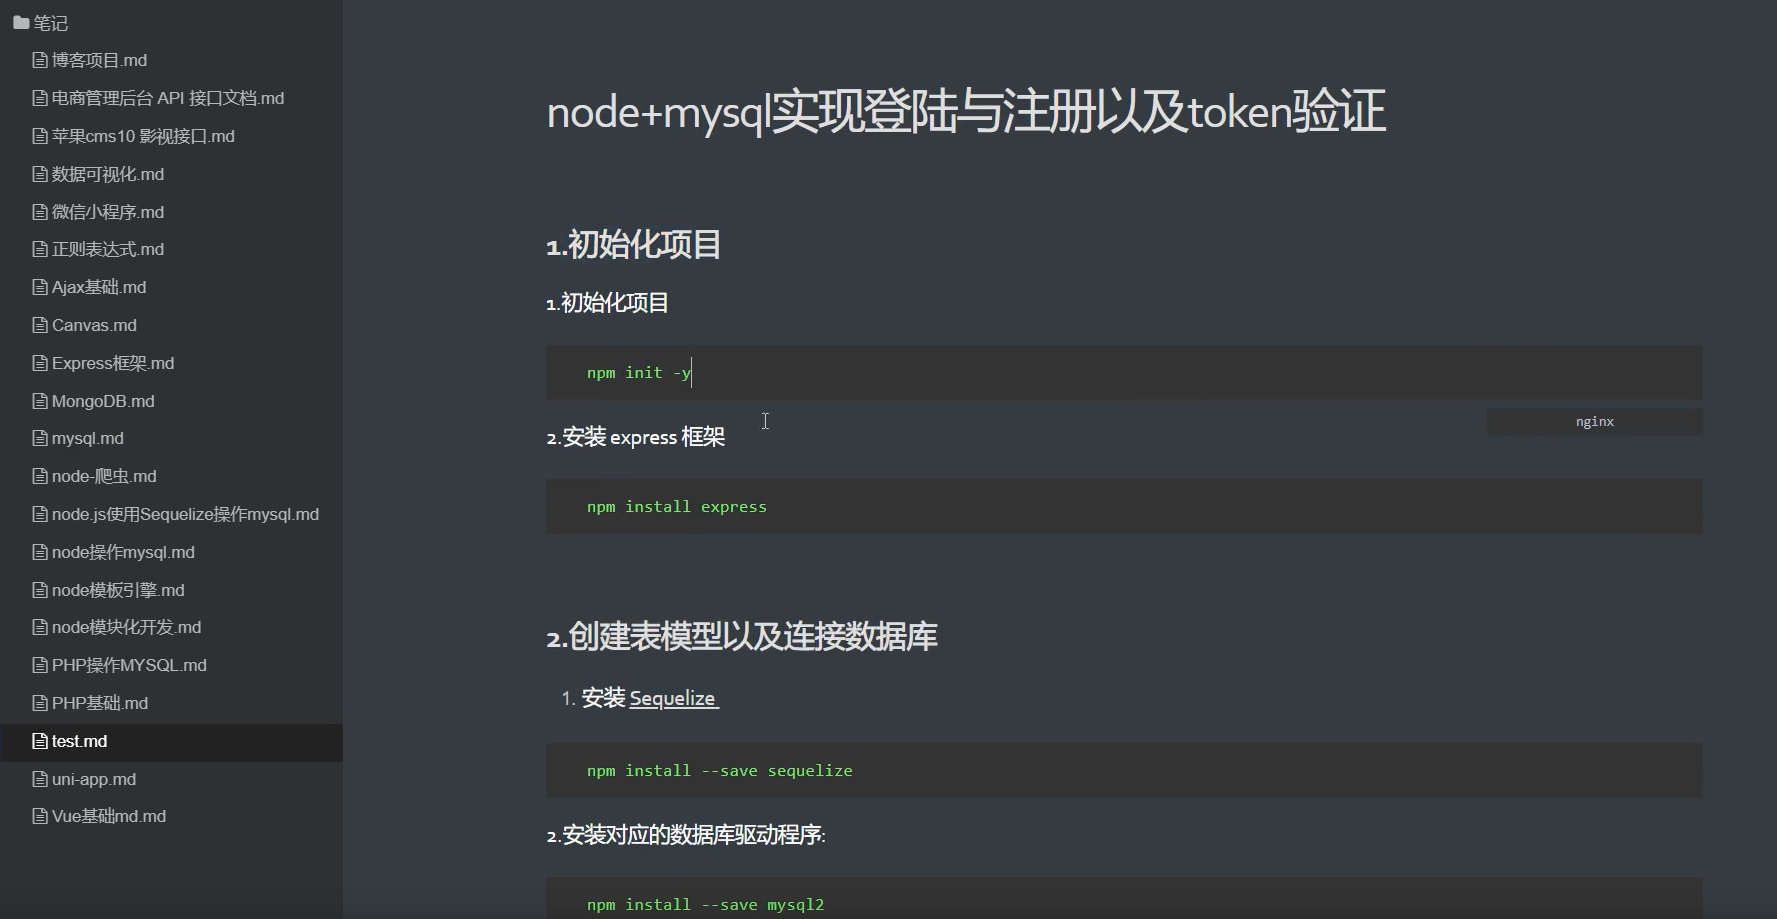 笔记
博客项目.md
电商管理后台 API 接口文档.md
苹果cms10 影视接口.md
数据可视化.md
微信小程序.md
正则表达式.md
Ajax基础.md
Canvas.md
Express框架.md
MongoDB.md
mysql.md
node-爬虫.md
node.js使用Sequelize操作mysql.md
node操作mysql.md
node模板引擎.md
node模块化开发.md
PHP操作MYSQL.md
PHP基础.md
test.md
uni-app.md
Vue基础md.md
node+mysql实现登陆与注册以及token验证
1.初始化项目
1.初始化项目
npm init -y
nginx
2.安装 express 框架
npm install express
2.创建表模型以及连接数据库
1. 安装 Sequelize
npm install --save sequelize
2.安装对应的数据库驱动程序:
npm install --save mysql2